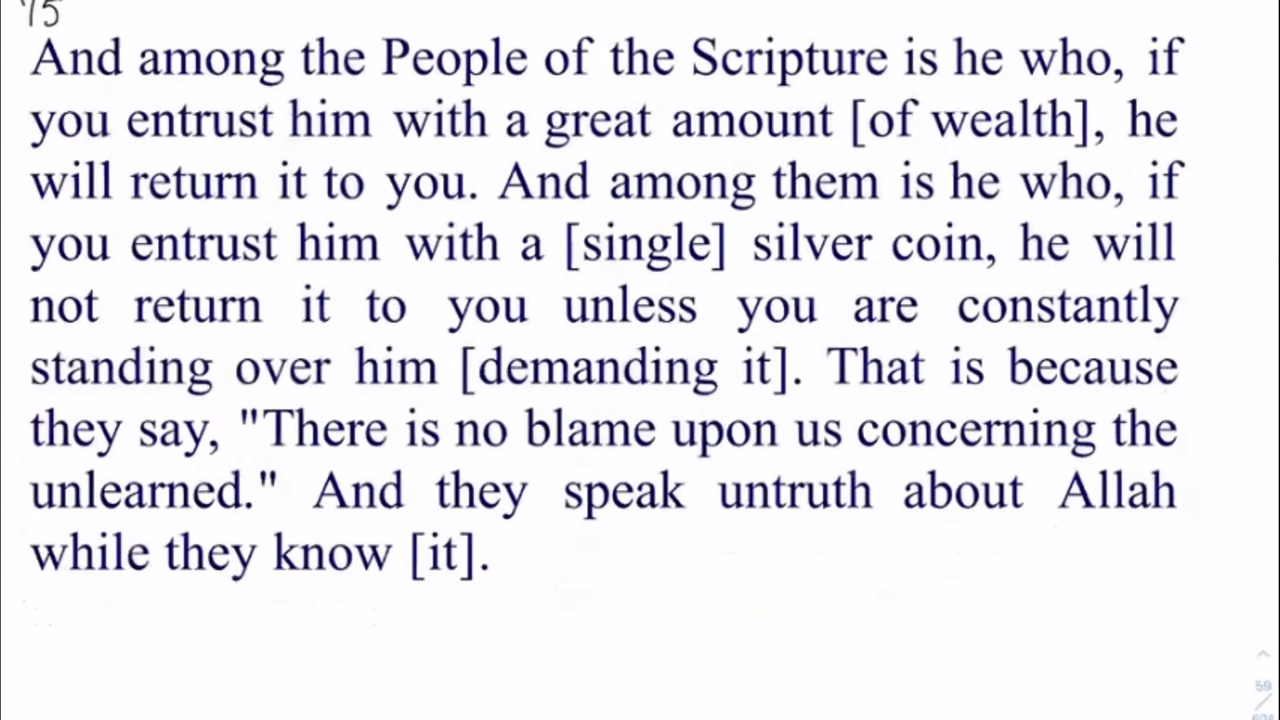 75
And among the People of the Scripture is he who, if
you entrust him with a great amount [of wealth], he
will return it to you. And among them is he who, if
you entrust him with a [single] silver coin, he will
not return it to you unless you are constantly
standing over him [demanding it]. That is because
they say, "There is no blame upon us concerning the
unlearned." And they speak untruth about Allah
while they know [it].
59